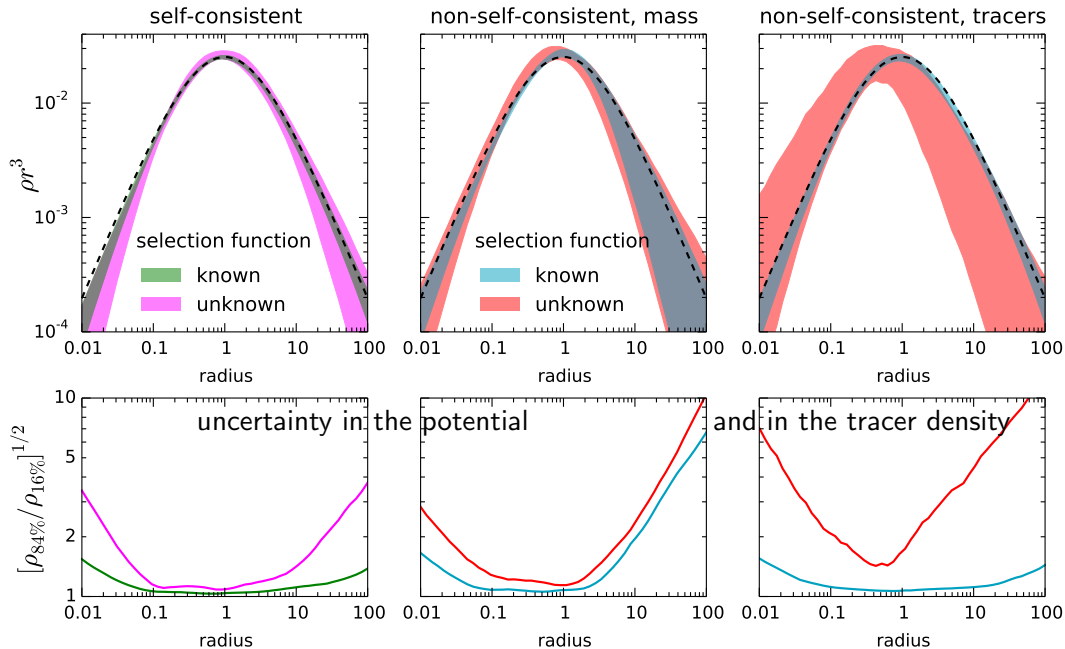 self-consistent
non-self-consistent, mass
non-self-consistent, tracers
ρr³
10⁻²
10⁻³
10⁻⁴
selection function
known
unknown
selection function
known
unknown
0.01 0.1 1 10 100
0.01 0.1 1 10 100
0.01 0.1 1 10 100
radius
radius
radius
[ρ84%/ρ16%]^1/2
10
5
2
1
uncertainty in the potential
and in the tracer density
0.01 0.1 1 10 100
0.01 0.1 1 10 100
0.01 0.1 1 10 100
radius
radius
radius